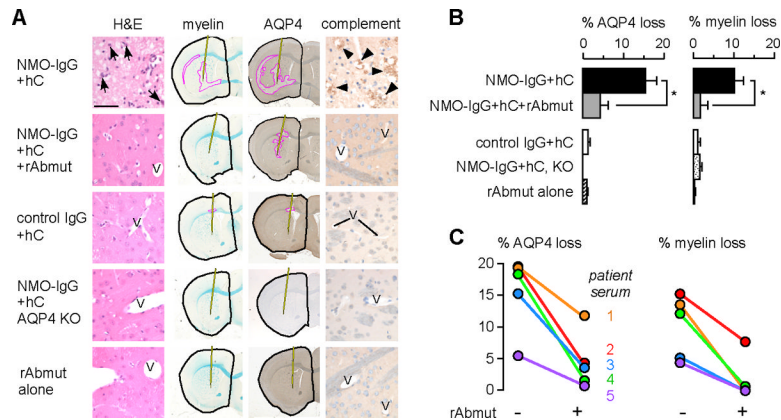 A
H&E
myelin
AQP4
complement
NMO-IgG
+hC
NMO-IgG
+hC
+rAbmut
V
V
control IgG
+hC
V
V
NMO-IgG
+hC
AQP4 KO
V
V
rAbmut
alone
V
V
B
% AQP4 loss
% myelin loss
0 10 20
0 10 20
NMO-IgG+hC
NMO-IgG+hC+rAbmut
*
*
control IgG+hC
NMO-IgG+hC, KO
rAbmut alone
C
% AQP4 loss
% myelin loss
20
15
10
5
0
patient
serum
1
2
3
4
5
rAbmut - + - +